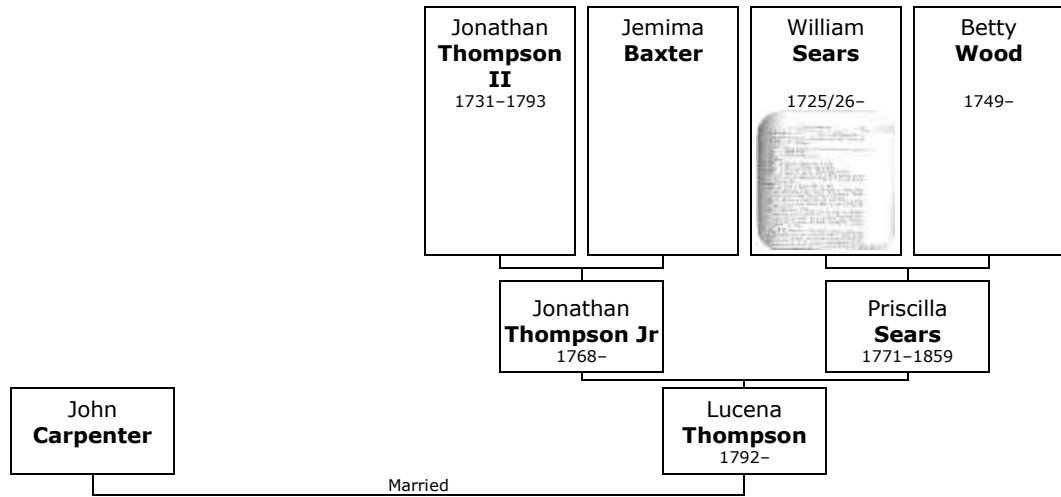 Jonathan
Thompson
II
1731–1793
Jemima
Baxter
William
Sears
1725/26–
Betty
Wood
1749–
Jonathan
Thompson Jr
1768–
Priscilla
Sears
1771–1859
John
Carpenter
Lucena
Thompson
1792–
Married